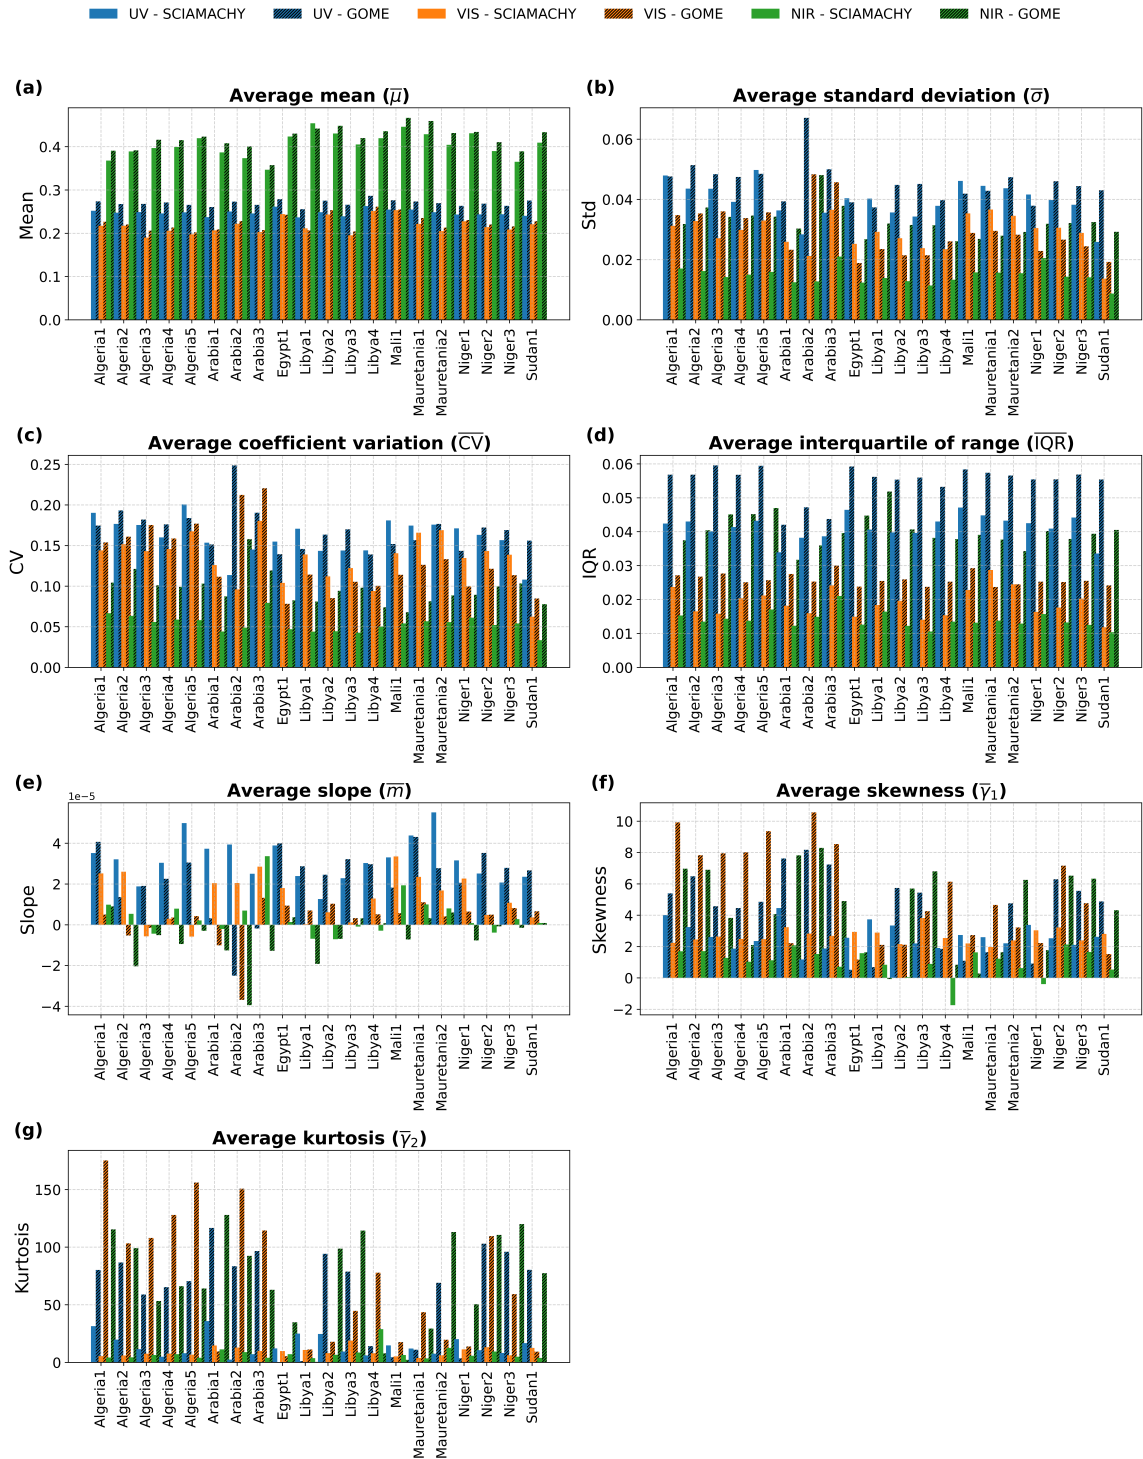 UV - SCIAMACHY UV - GOME VIS - SCIAMACHY VIS - GOME NIR - SCIAMACHY NIR - GOME
(a)
Average mean (μ̅)
Mean
0.4
0.3
0.2
0.1
0.0
Algeria1 Algeria2 Algeria3 Algeria4 Algeria5 Arabia1 Arabia2 Arabia3 Egypt1 Libya1 Libya2 Libya3 Libya4 Mali1 Mauretania1 Mauretania2 Niger1 Niger2 Niger3 Sudan1
(b)
Average standard deviation (σ̅)
Std
0.06
0.04
0.02
0.00
Algeria1 Algeria2 Algeria3 Algeria4 Algeria5 Arabia1 Arabia2 Arabia3 Egypt1 Libya1 Libya2 Libya3 Libya4 Mali1 Mauretania1 Mauretania2 Niger1 Niger2 Niger3 Sudan1
(c)
Average coefficient variation (C̅V̅)
CV
0.25
0.20
0.15
0.10
0.05
0.00
Algeria1 Algeria2 Algeria3 Algeria4 Algeria5 Arabia1 Arabia2 Arabia3 Egypt1 Libya1 Libya2 Libya3 Libya4 Mali1 Mauretania1 Mauretania2 Niger1 Niger2 Niger3 Sudan1
(d)
Average interquartile of range (I̅Q̅R̅)
IQR
0.06
0.05
0.04
0.03
0.02
0.01
0.00
Algeria1 Algeria2 Algeria3 Algeria4 Algeria5 Arabia1 Arabia2 Arabia3 Egypt1 Libya1 Libya2 Libya3 Libya4 Mali1 Mauretania1 Mauretania2 Niger1 Niger2 Niger3 Sudan1
(e)
Average slope (m̅)
1e−5
Slope
4
2
0
−2
−4
Algeria1 Algeria2 Algeria3 Algeria4 Algeria5 Arabia1 Arabia2 Arabia3 Egypt1 Libya1 Libya2 Libya3 Libya4 Mali1 Mauretania1 Mauretania2 Niger1 Niger2 Niger3 Sudan1
(f)
Average skewness (γ̅₁)
Skewness
10
8
6
4
2
0
−2
Algeria1 Algeria2 Algeria3 Algeria4 Algeria5 Arabia1 Arabia2 Arabia3 Egypt1 Libya1 Libya2 Libya3 Libya4 Mali1 Mauretania1 Mauretania2 Niger1 Niger2 Niger3 Sudan1
(g)
Average kurtosis (γ̅₂)
Kurtosis
150
100
50
0
Algeria1 Algeria2 Algeria3 Algeria4 Algeria5 Arabia1 Arabia2 Arabia3 Egypt1 Libya1 Libya2 Libya3 Libya4 Mali1 Mauretania1 Mauretania2 Niger1 Niger2 Niger3 Sudan1